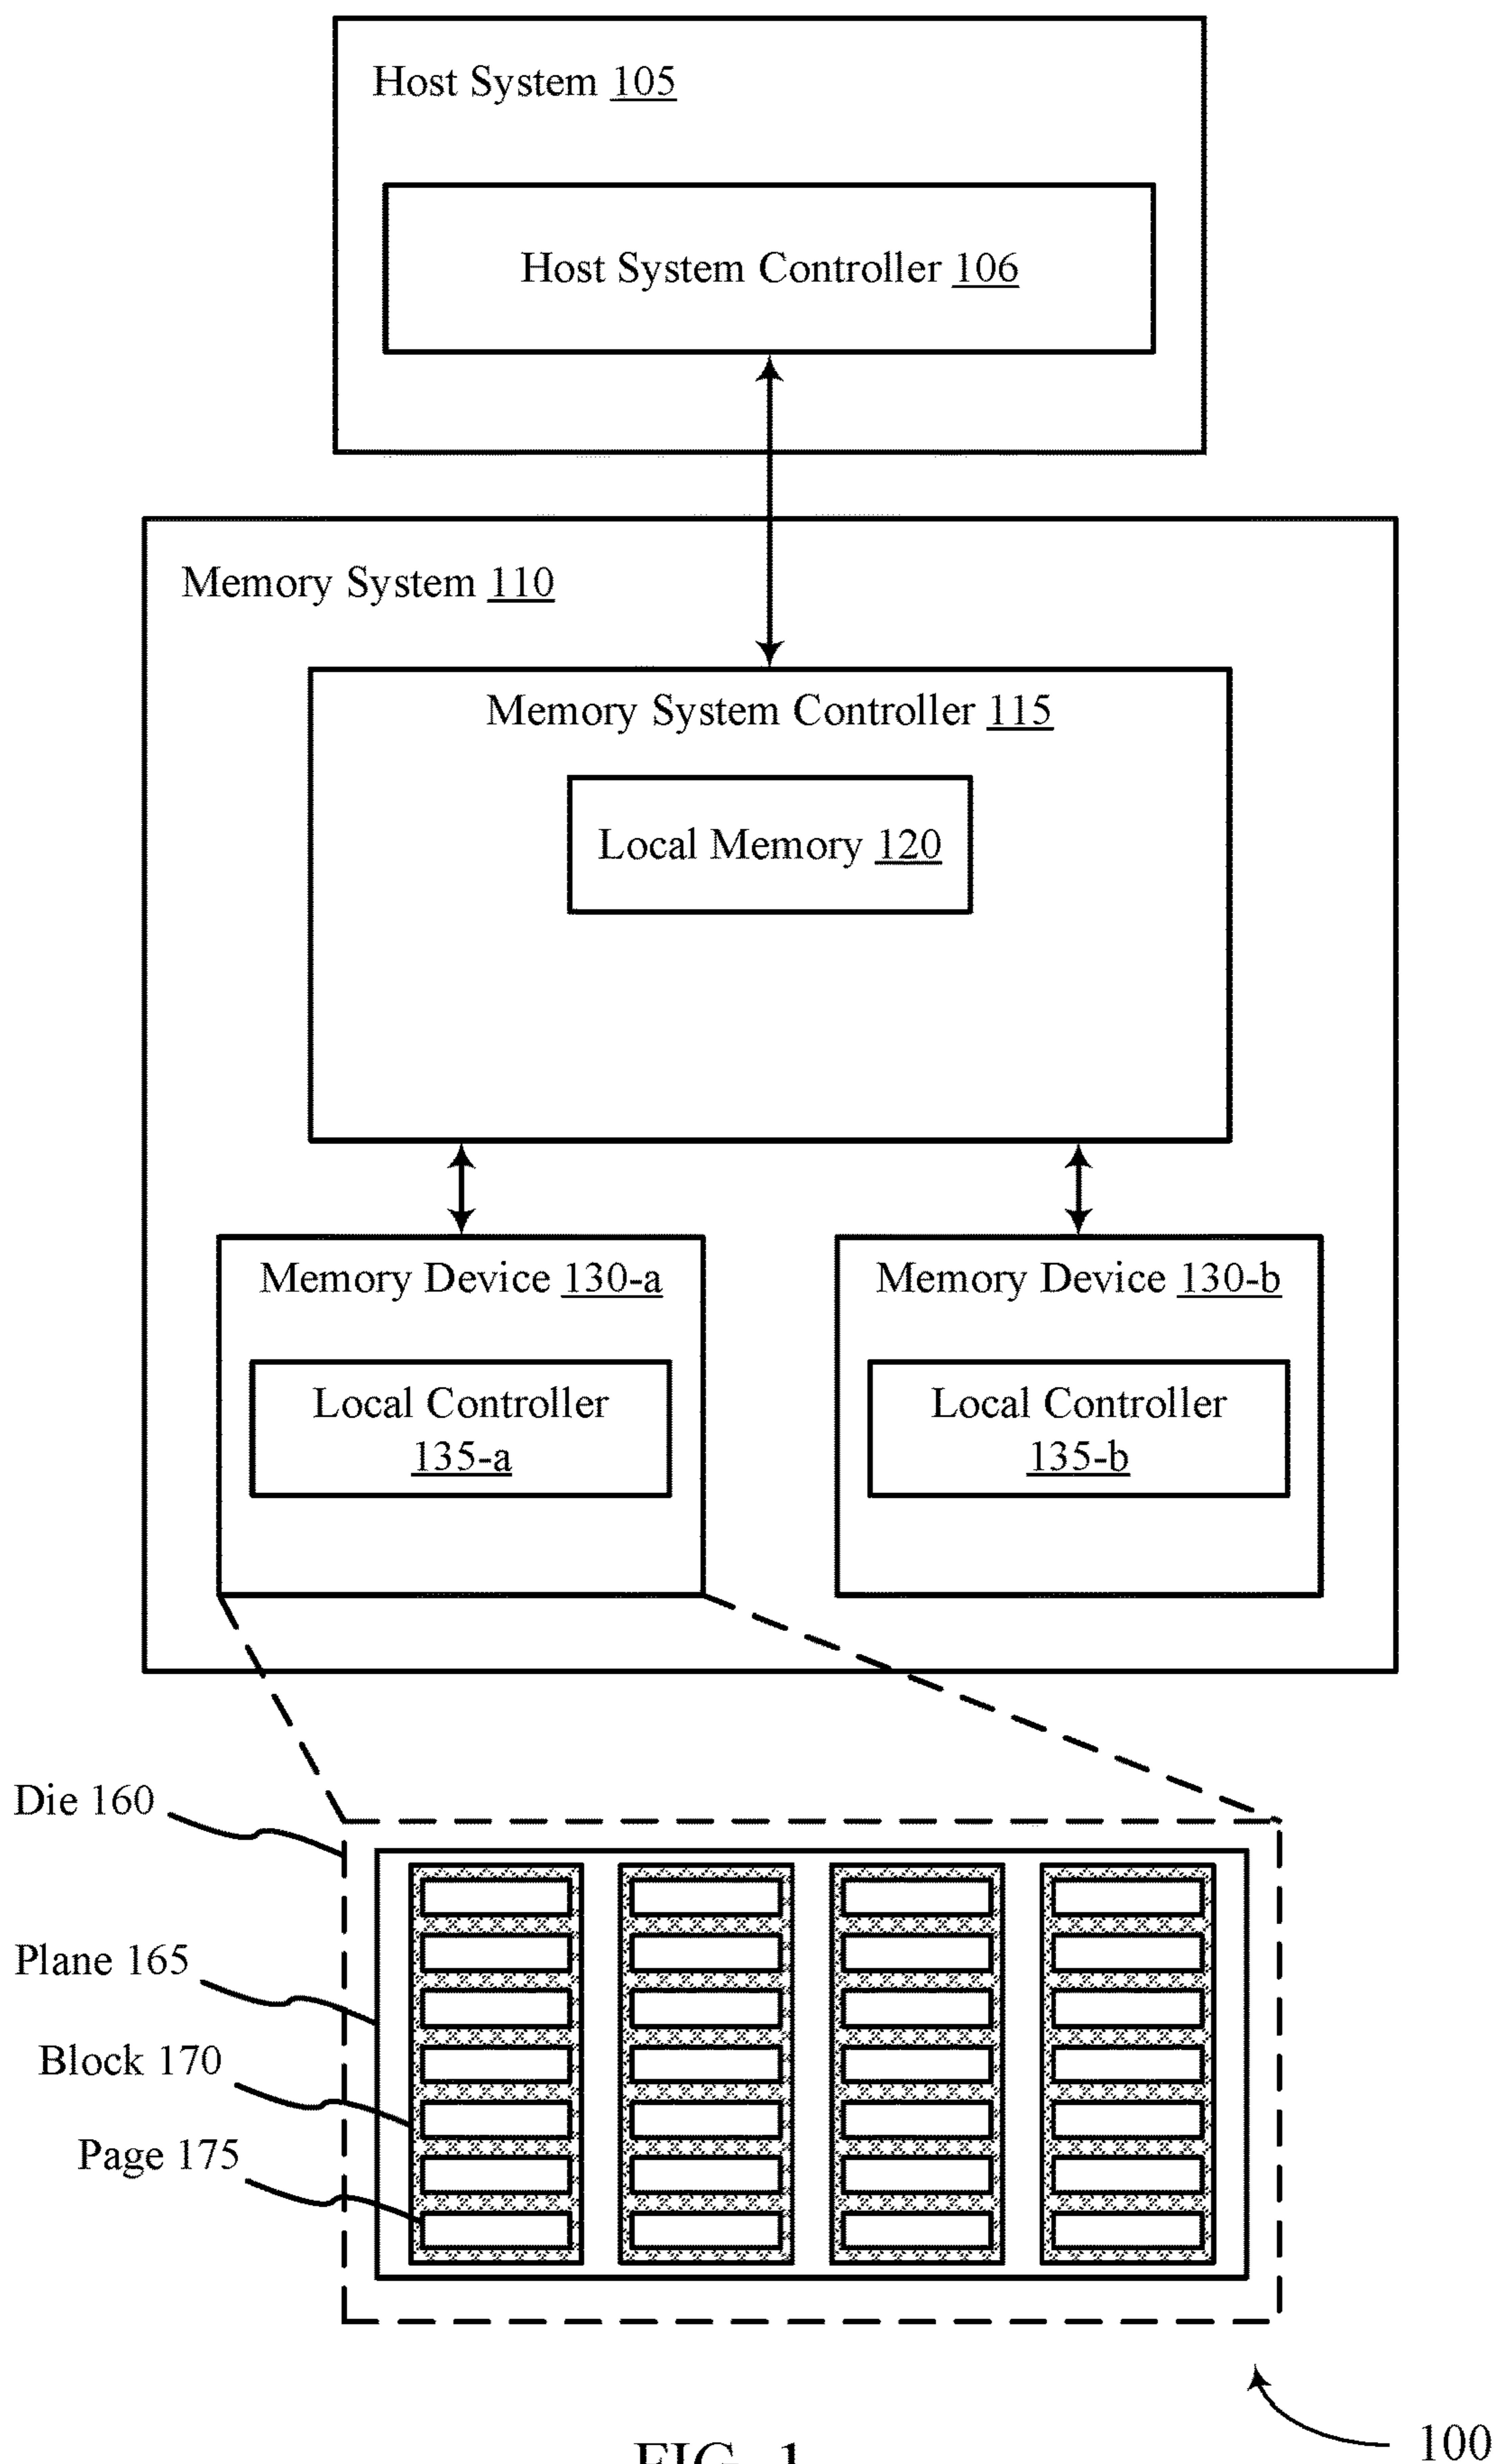 Host System 105
Host System Controller 106
Memory System 110
Memory System Controller 115
Local Memory 120
Memory Device 130-a
Local Controller
135-a
Memory Device 130-b
Local Controller
135-b
Die 160
Plane 165
Block 170
Page 175
100
FIG. 1